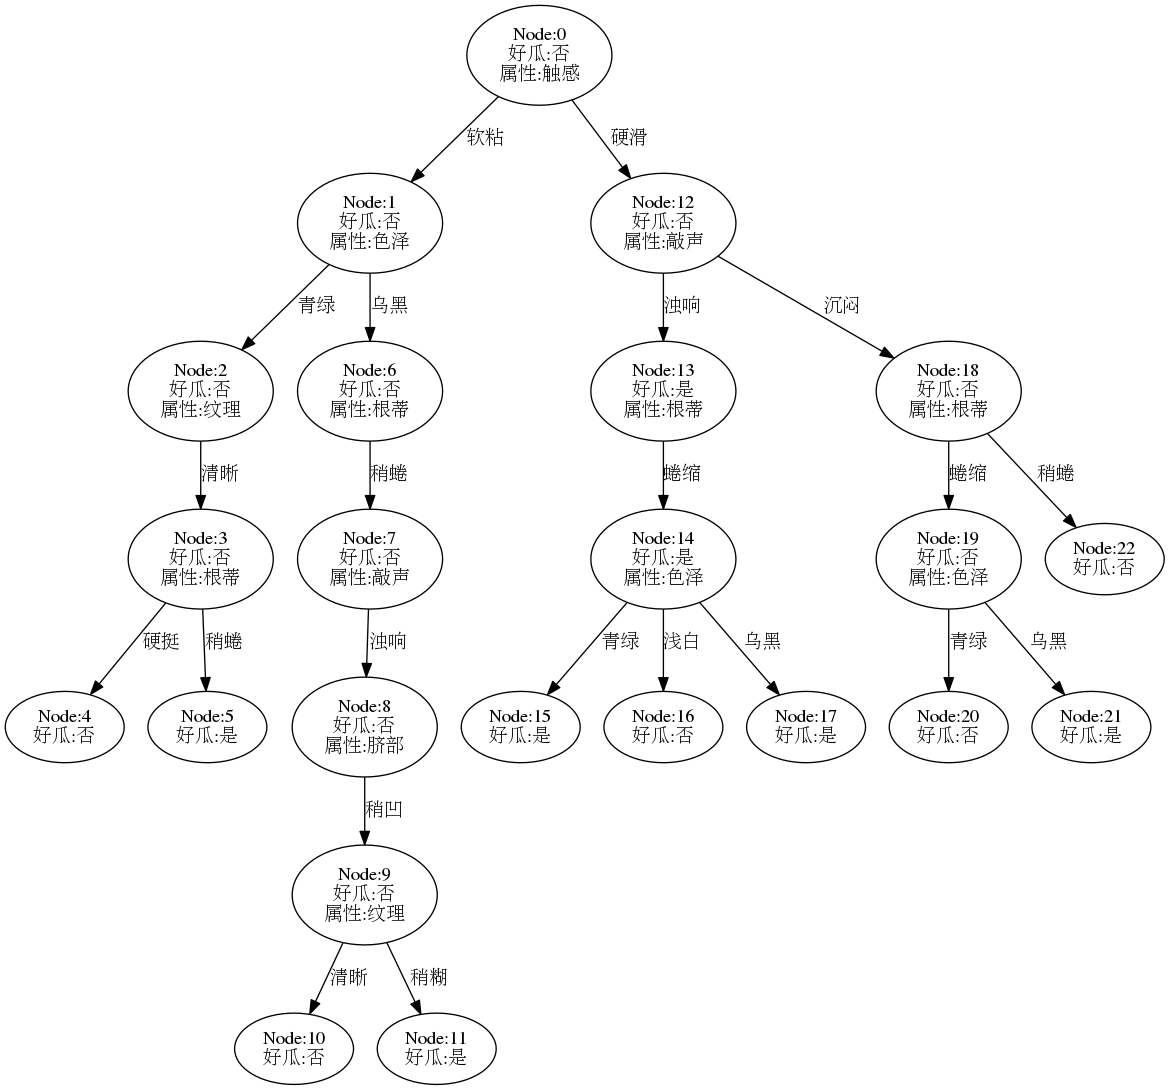 Node:0
好瓜:否
属性:触感
软粘
硬滑
Node:1
好瓜:否
属性:色泽
Node:12
好瓜:否
属性:敲声
青绿
乌黑
浊响
沉闷
Node:2
好瓜:否
属性:纹理
Node:6
好瓜:否
属性:根蒂
Node:13
好瓜:是
属性:根蒂
Node:18
好瓜:否
属性:根蒂
清晰
稍蜷
蜷缩
蜷缩
稍蜷
Node:3
好瓜:否
属性:根蒂
Node:7
好瓜:否
属性:敲声
Node:14
好瓜:是
属性:色泽
Node:19
好瓜:否
属性:色泽
Node:22
好瓜:否
硬挺
稍蜷
浊响
青绿
浅白
乌黑
青绿
乌黑
Node:4
好瓜:否
Node:5
好瓜:是
Node:8
好瓜:否
属性:脐部
Node:15
好瓜:是
Node:16
好瓜:否
Node:17
好瓜:是
Node:20
好瓜:否
Node:21
好瓜:是
稍凹
Node:9
好瓜:否
属性:纹理
清晰
稍糊
Node:10
好瓜:否
Node:11
好瓜:是